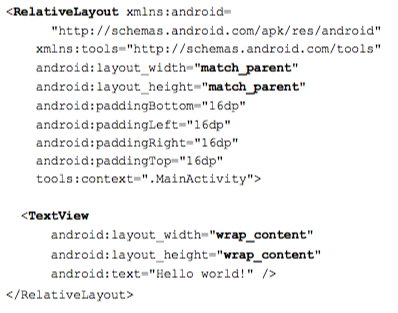 <RelativeLayout xmlns:android=
"http://schemas.android.com/apk/res/android"
xmlns:tools="http://schemas.android.com/tools"
android:layout_width="match_parent"
android:layout_height="match_parent"
android:paddingBottom="16dp"
android:paddingLeft="16dp"
android:paddingRight="16dp"
android:paddingTop="16dp"
tools:context=".MainActivity">
<TextView
android:layout_width="wrap_content"
android:layout_height="wrap_content"
android:text="Hello world!" />
</RelativeLayout>